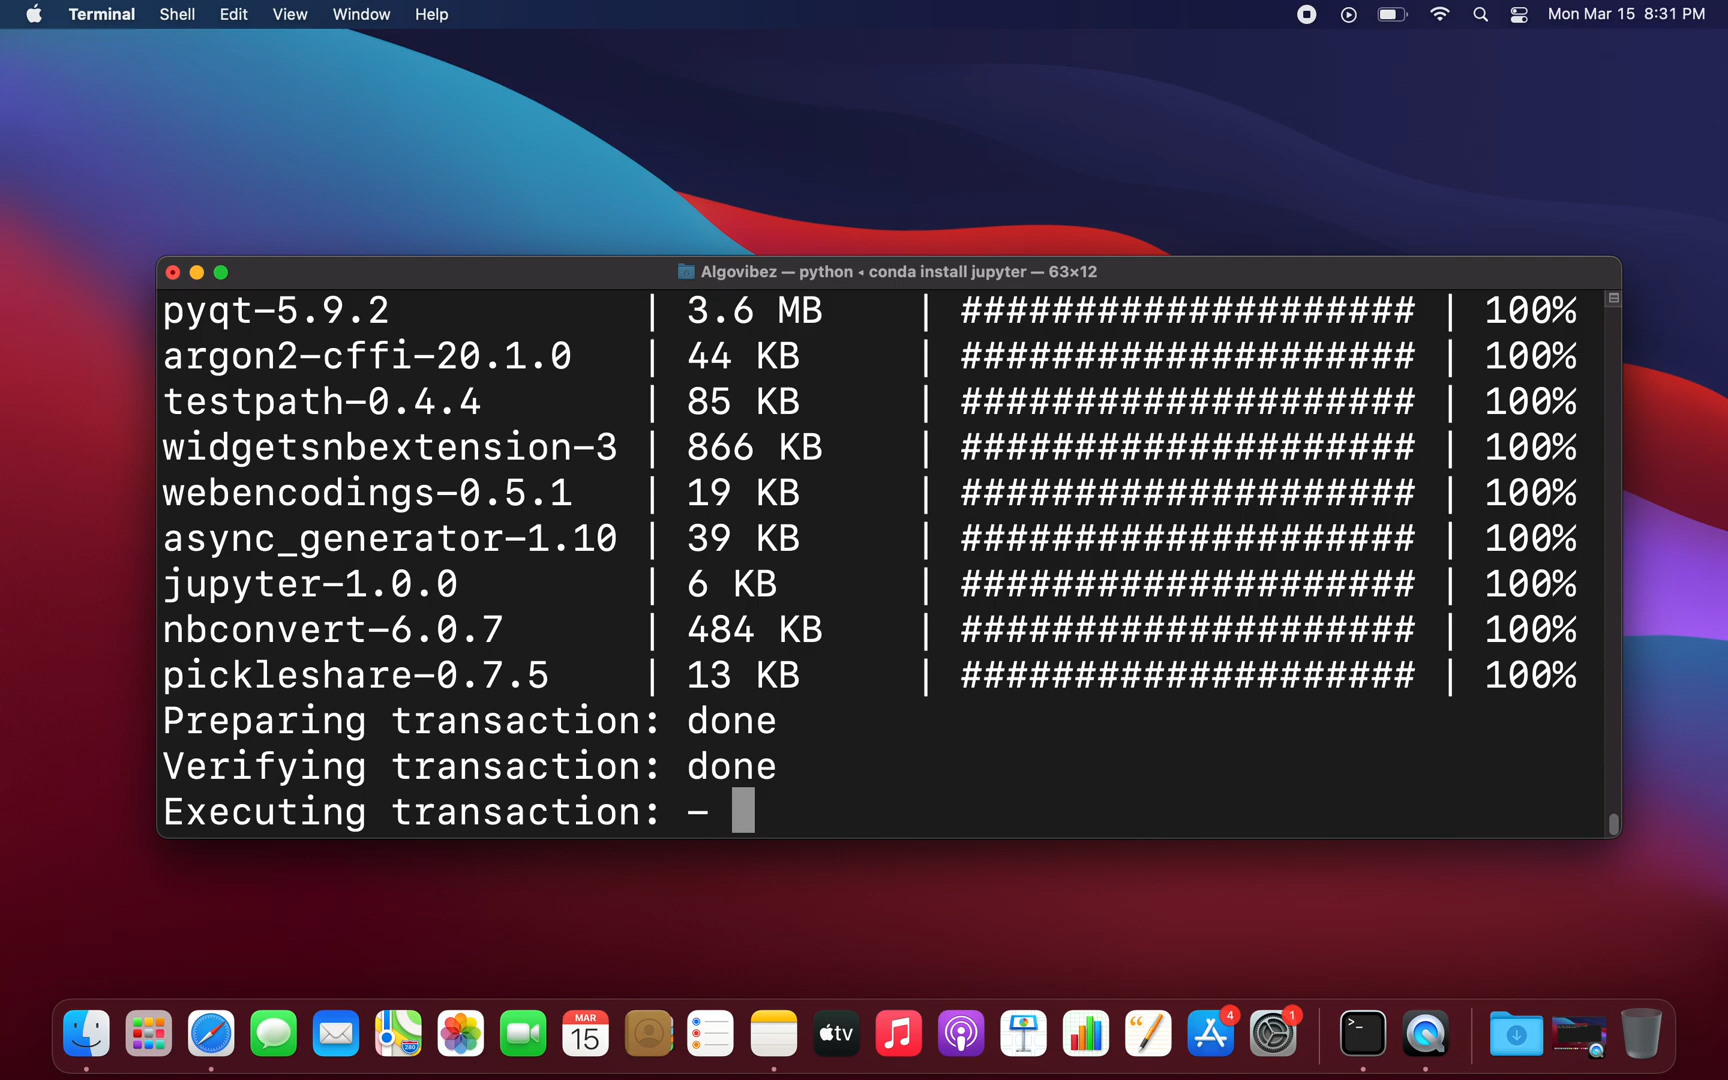 Terminal Shell Edit View Window Help Mon Mar 15 8:31 PM
Algovibez — python ◂ conda install jupyter — 63×12
pyqt-5.9.2 | 3.6 MB | #################### | 100%
argon2-cffi-20.1.0 | 44 KB | #################### | 100%
testpath-0.4.4 | 85 KB | #################### | 100%
widgetsnbextension-3 | 866 KB | #################### | 100%
webencodings-0.5.1 | 19 KB | #################### | 100%
async_generator-1.10 | 39 KB | #################### | 100%
jupyter-1.0.0 | 6 KB | #################### | 100%
nbconvert-6.0.7 | 484 KB | #################### | 100%
pickleshare-0.7.5 | 13 KB | #################### | 100%
Preparing transaction: done
Verifying transaction: done
Executing transaction: -
MAR
15
tv
4
1
280
>_